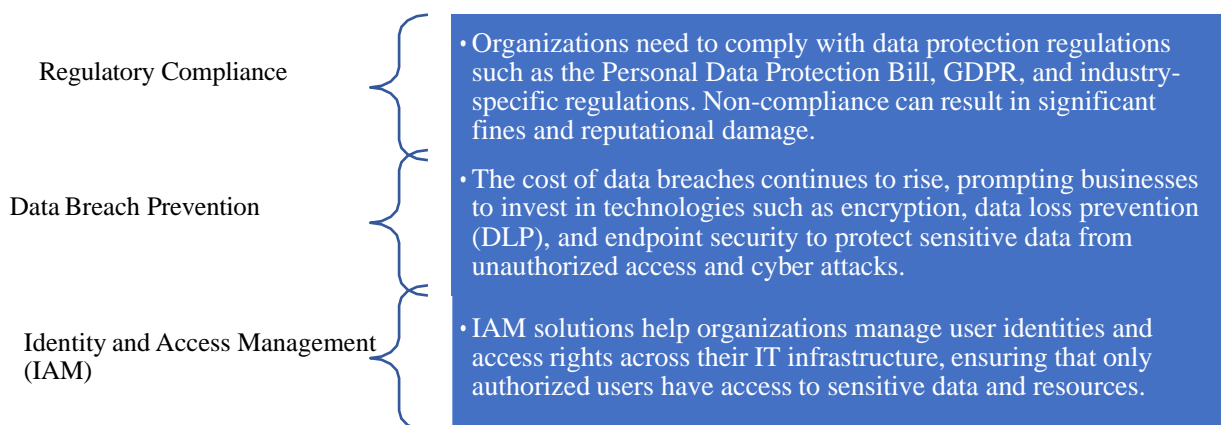 Regulatory Compliance
• Organizations need to comply with data protection regulations
such as the Personal Data Protection Bill, GDPR, and industry-
specific regulations. Non-compliance can result in significant
fines and reputational damage.
Data Breach Prevention
• The cost of data breaches continues to rise, prompting businesses
to invest in technologies such as encryption, data loss prevention
(DLP), and endpoint security to protect sensitive data from
unauthorized access and cyber attacks.
Identity and Access Management
(IAM)
• IAM solutions help organizations manage user identities and
access rights across their IT infrastructure, ensuring that only
authorized users have access to sensitive data and resources.